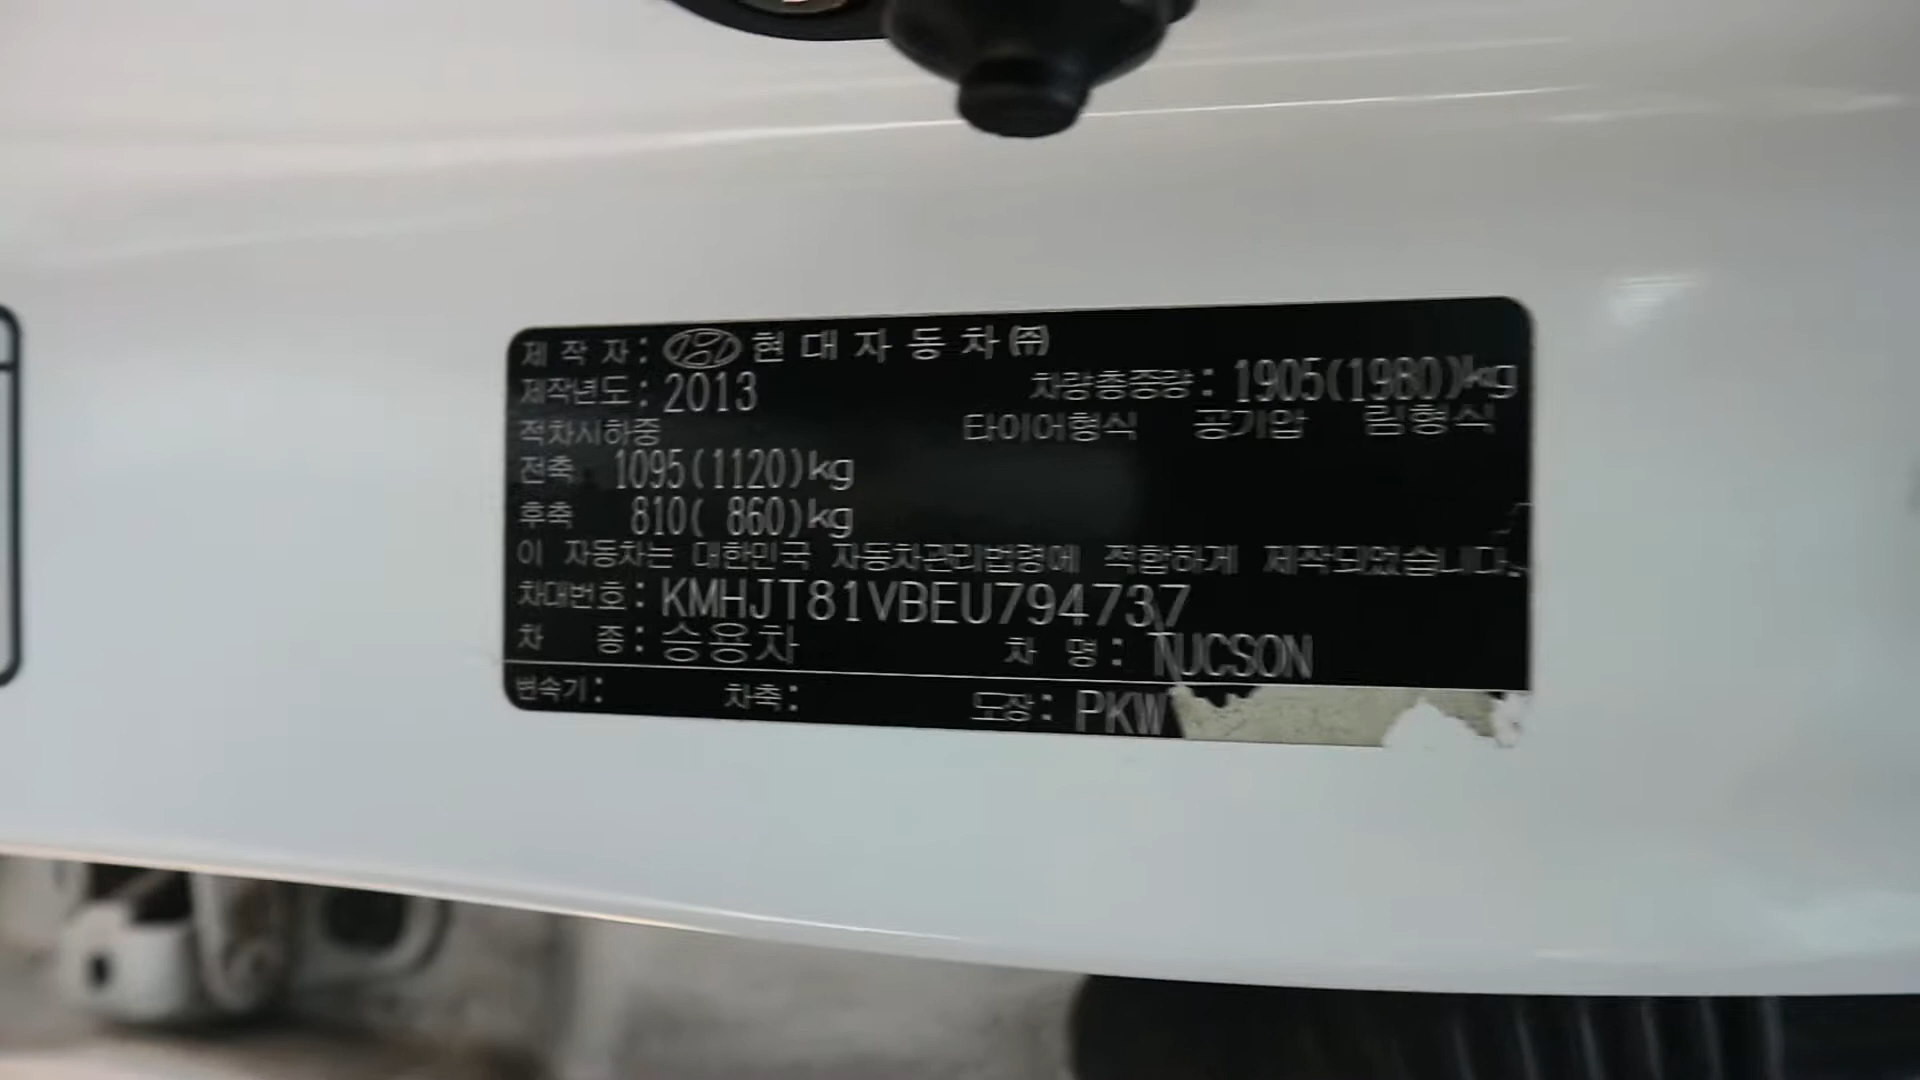 제 작 자 : 현 대 자 동 차 ㈜
제작년도 : 2013 차량총중량 : 1905(1980)kg
적차시하중 타이어형식 공기압 림형식
전축 1095(1120)kg
후축 810( 860)kg
이 자동차는 대한민국 자동차관리법령에 적합하게 제작되었습니다.
차대번호 : KMHJT81VBEU794737
차 종 : 승용차 차 명 : TUCSON
변속기 : 차축 : 도장 : PKW